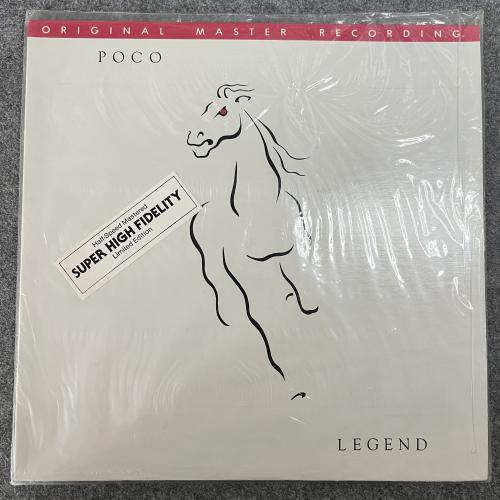 ORIGINAL MASTER RECORDING
POCO
Half-Speed Mastered
SUPER HIGH FIDELITY
Limited Edition
LEGEND